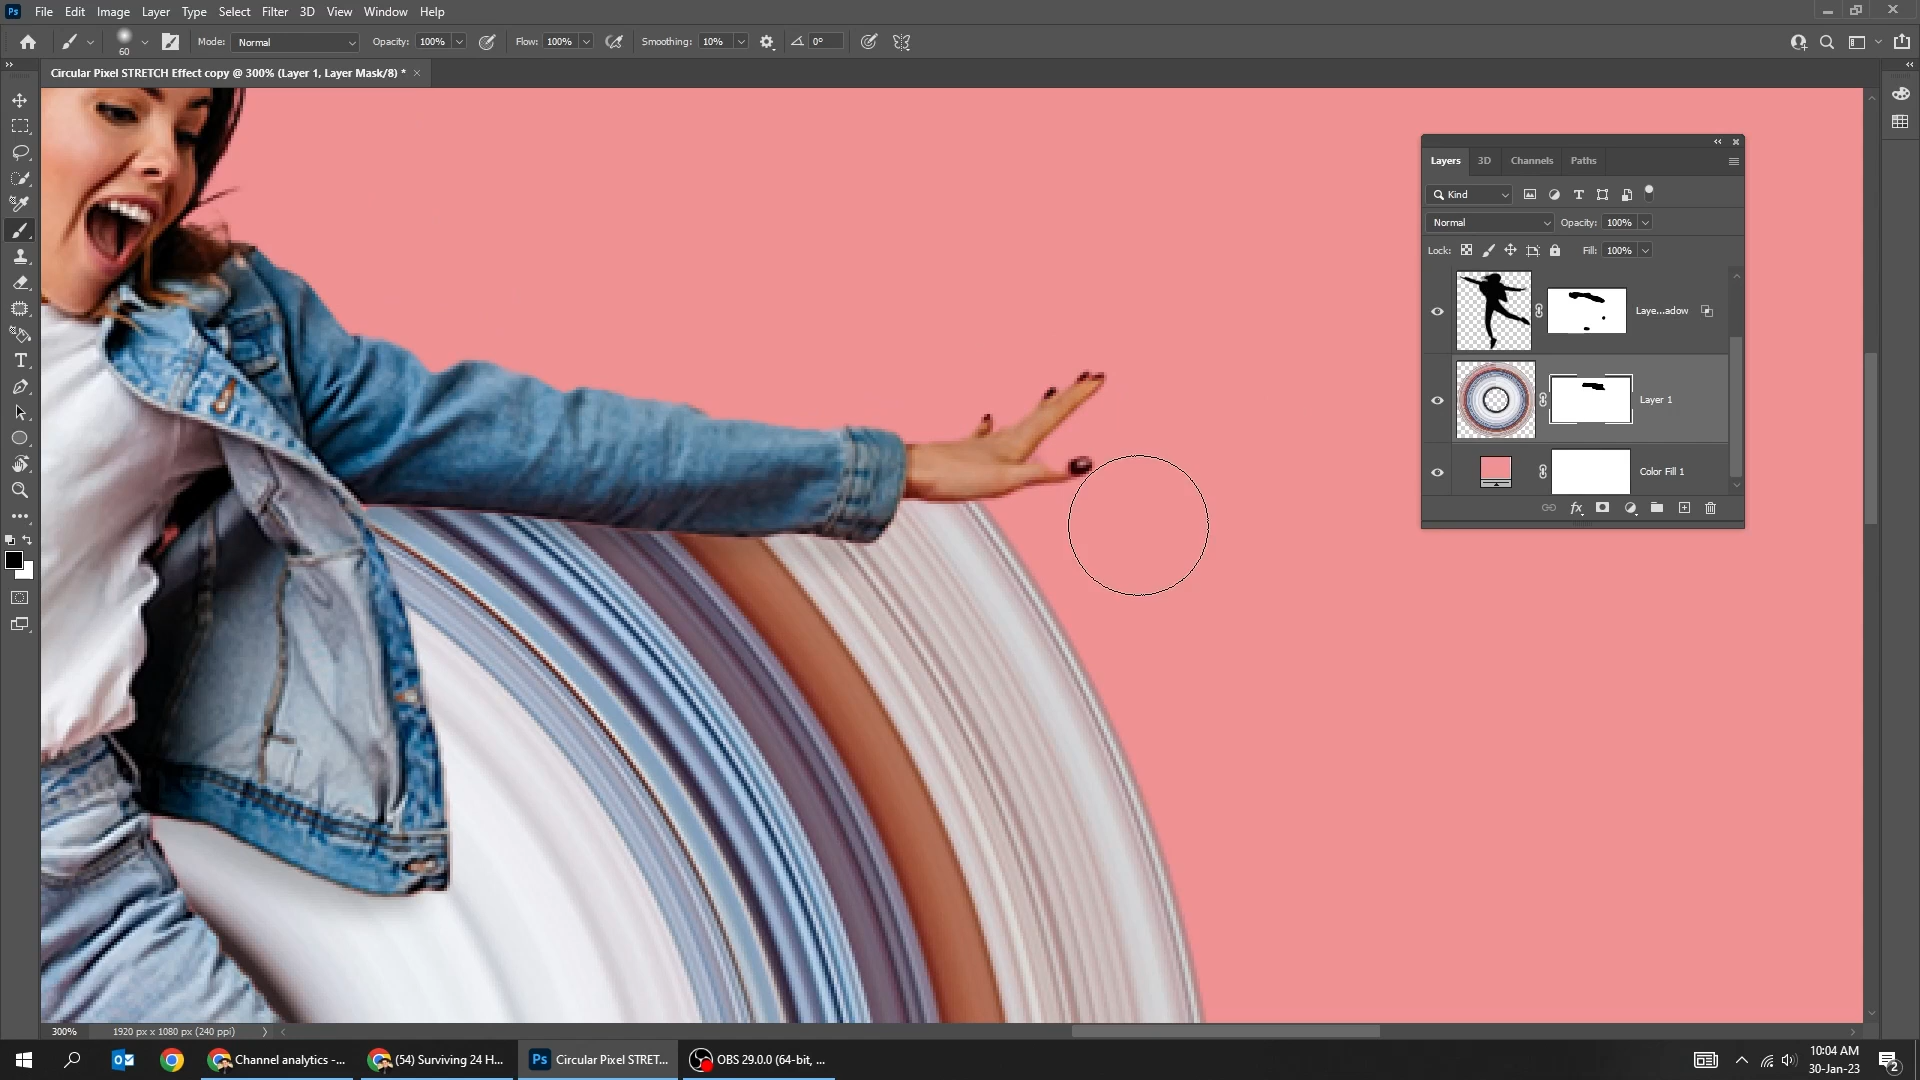 Ps File Edit Image Layer Type Select Filter 3D View Window Help
60 Mode: Normal Opacity: 100% Flow: 100% Smoothing: 10% 0°
Circular Pixel STRETCH Effect copy @ 300% (Layer 1, Layer Mask/8) * ×
Layers 3D Channels Paths
Kind
Normal Opacity: 100%
Lock: Fill: 100%
Laye...adow
Layer 1
Color Fill 1
fx
300% 1920 px x 1080 px (240 ppi)
Channel analytics -... (54) Surviving 24 H... Ps Circular Pixel STRET... OBS 29.0.0 (64-bit, ...
10:04 AM
30-Jan-23
2